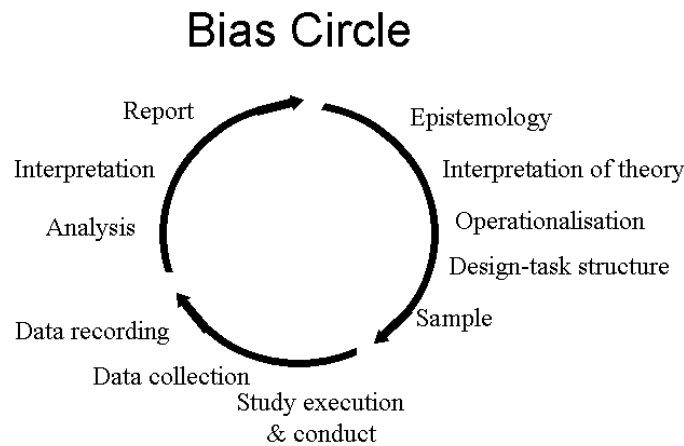 Bias Circle
Epistemology
Interpretation of theory
Operationalisation
Design-task structure
Sample
Study execution
& conduct
Data collection
Data recording
Analysis
Interpretation
Report